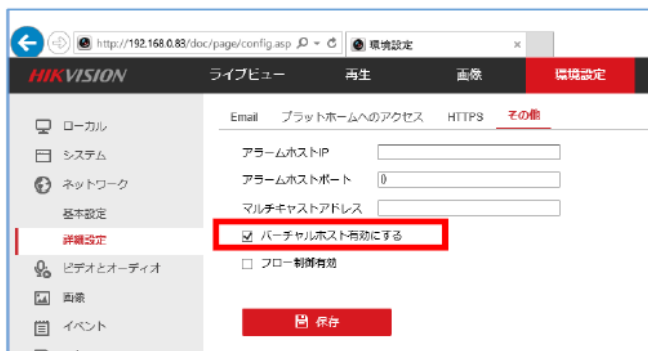 http://192.168.0.83/doc/page/config.asp
環境設定
HIKVISION
ライブビュー
再生
画像
環境設定
Email
プラットホームへのアクセス
HTTPS
その他
ローカル
システム
ネットワーク
基本設定
詳細設定
ビデオとオーディオ
画像
イベント
アラームホストIP
アラームホストポート
0
マルチキャストアドレス
バーチャルホスト有効にする
フロー制御有効
保存